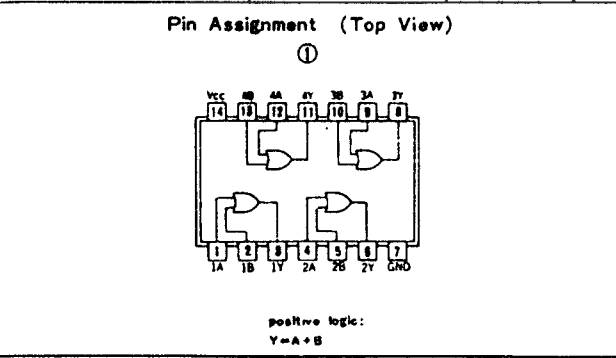 Pin Assignment (Top View)
①
Vcc 4B 4A 4Y 3B 3A 3Y
14 13 12 11 10 9 8
1 2 3 4 5 6 7
1A 1B 1Y 2A 2B 2Y GND
positive logic:
Y=A+B